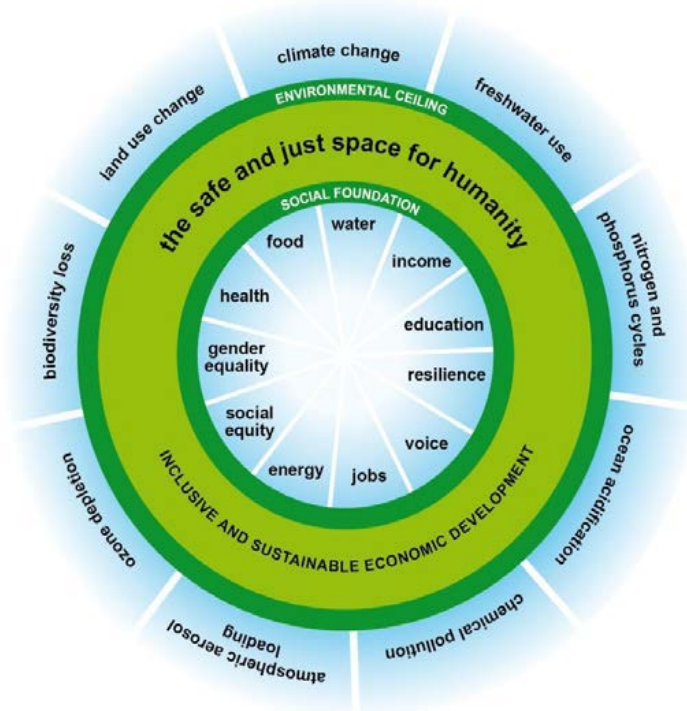 climate change
freshwater use
nitrogen and
phosphorus cycles
ocean acidification
chemical pollution
atmospheric aerosol
loading
ozone depletion
biodiversity loss
land use change
ENVIRONMENTAL CEILING
the safe and just space for humanity
SOCIAL FOUNDATION
water
income
education
resilience
voice
jobs
energy
social
equity
gender
equality
health
food
INCLUSIVE AND SUSTAINABLE ECONOMIC DEVELOPMENT